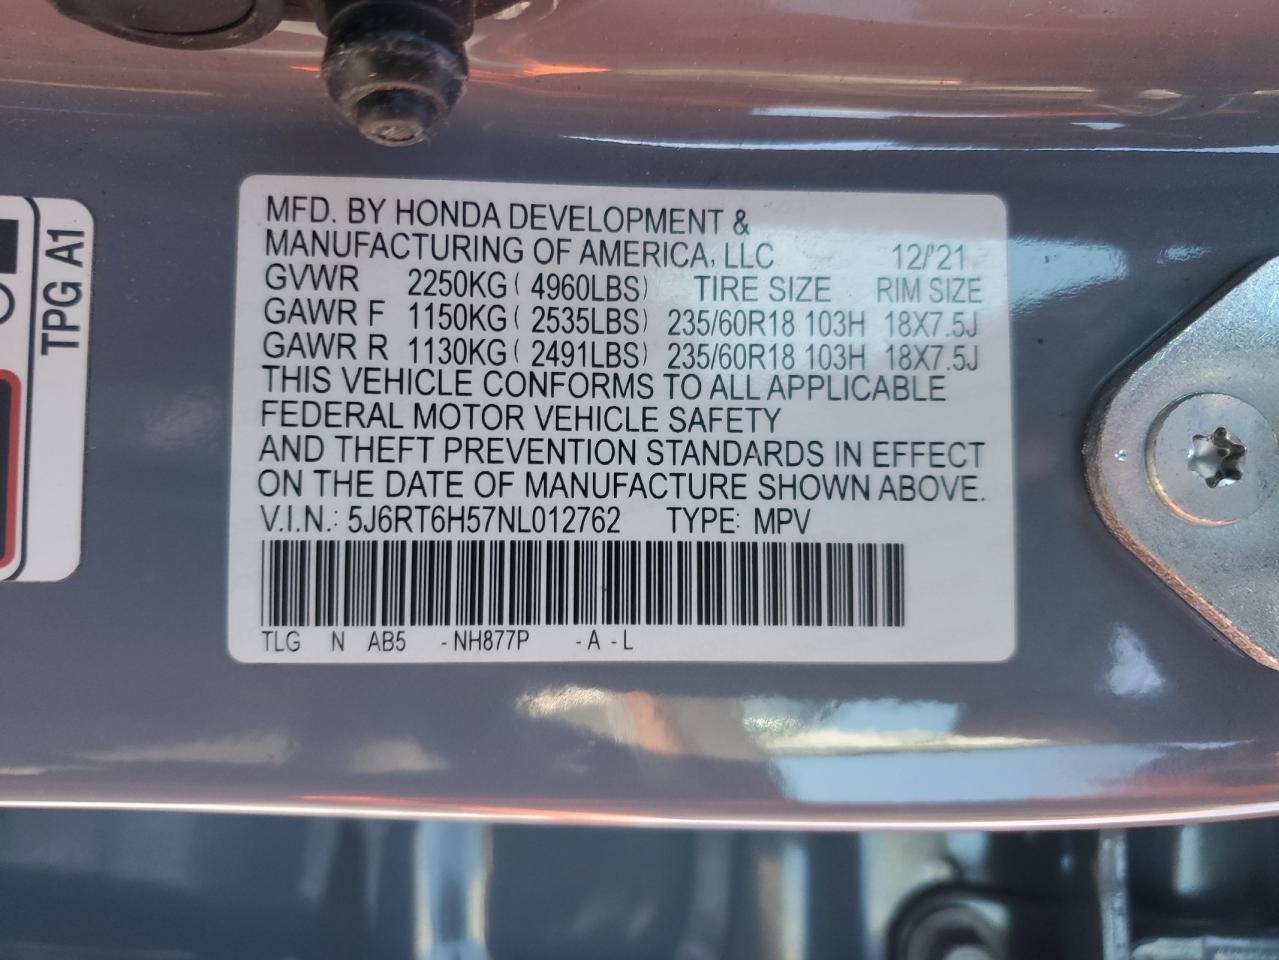 TPG A1
MFD. BY HONDA DEVELOPMENT &
MANUFACTURING OF AMERICA, LLC 12/'21
GVWR 2250KG ( 4960LBS) TIRE SIZE RIM SIZE
GAWR F 1150KG ( 2535LBS) 235/60R18 103H 18X7.5J
GAWR R 1130KG ( 2491LBS) 235/60R18 103H 18X7.5J
THIS VEHICLE CONFORMS TO ALL APPLICABLE
FEDERAL MOTOR VEHICLE SAFETY
AND THEFT PREVENTION STANDARDS IN EFFECT
ON THE DATE OF MANUFACTURE SHOWN ABOVE.
V.I.N.: 5J6RT6H57NL012762 TYPE: MPV
TLG N AB5 -NH877P -A -L